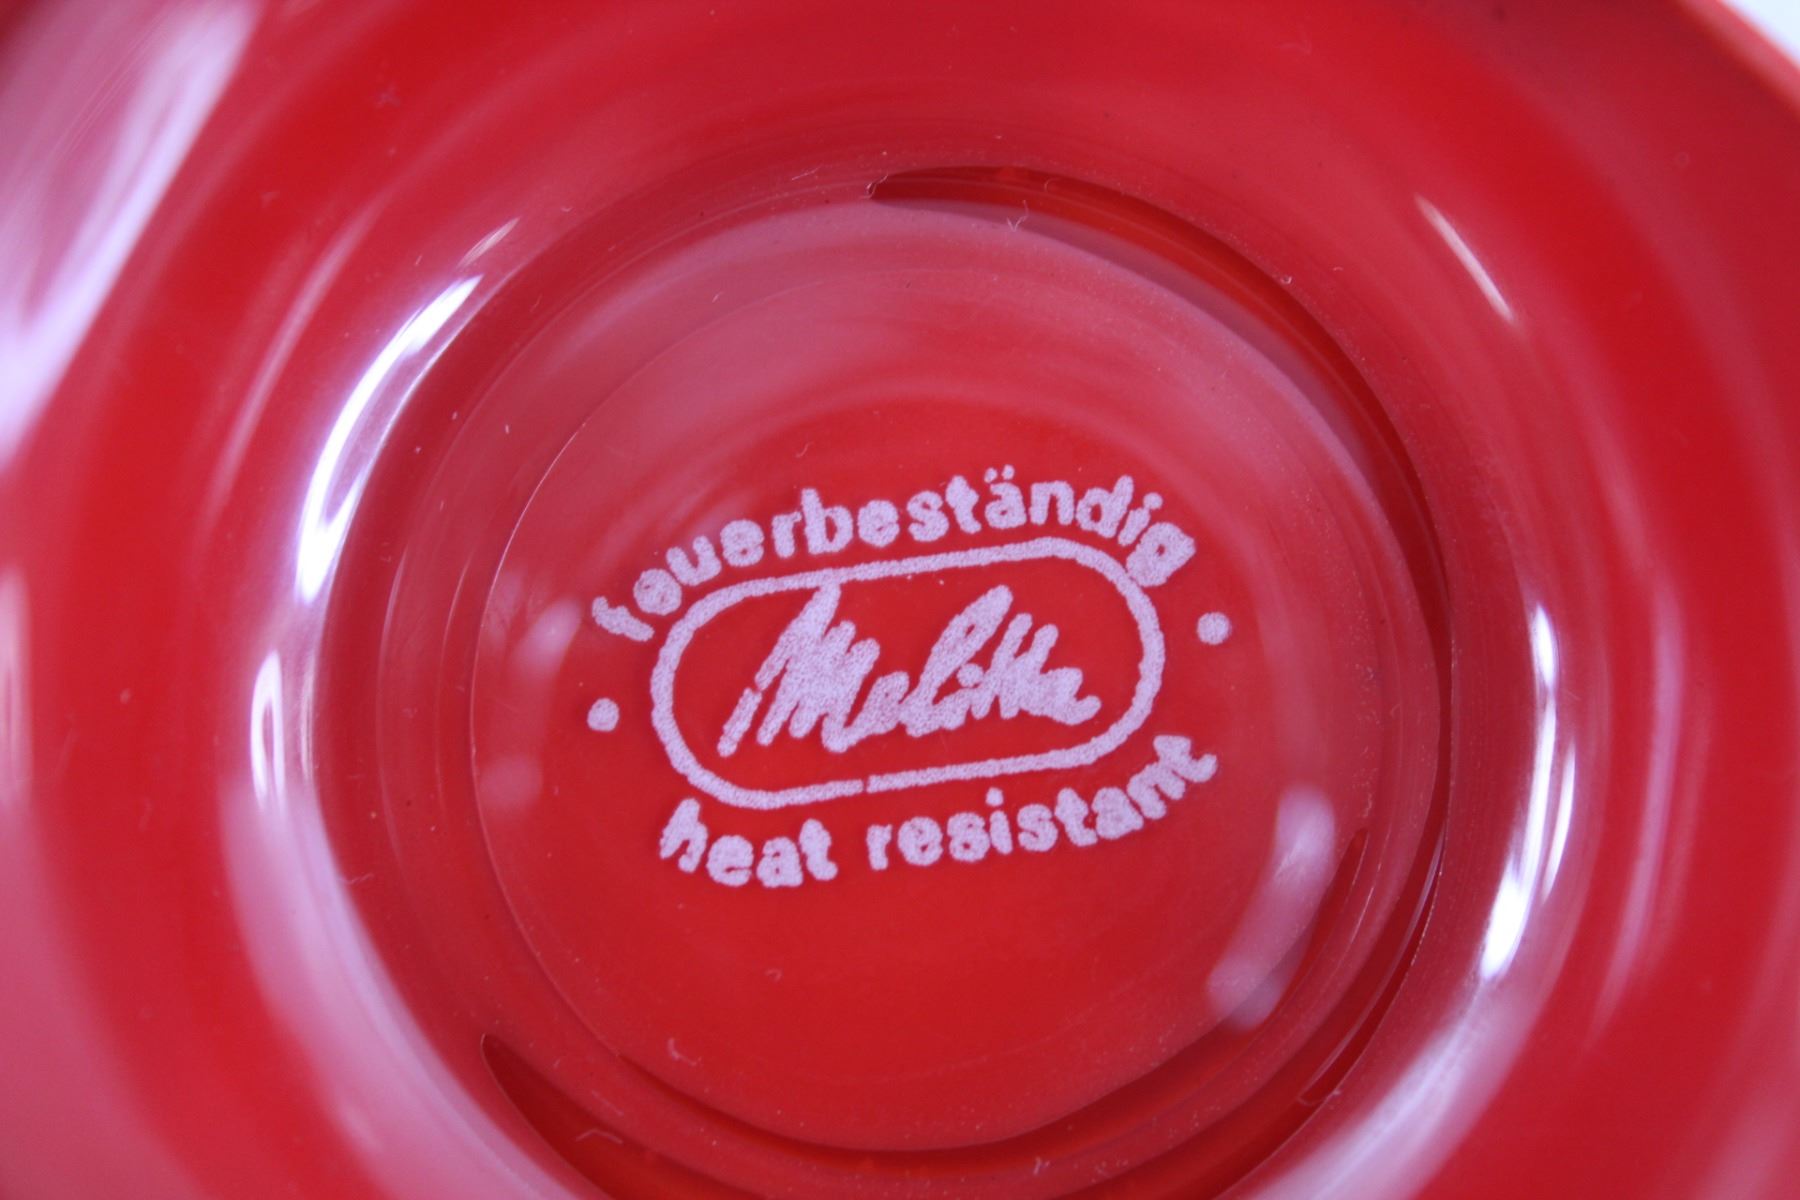 feuerbeständig
Melitta
heat resistant